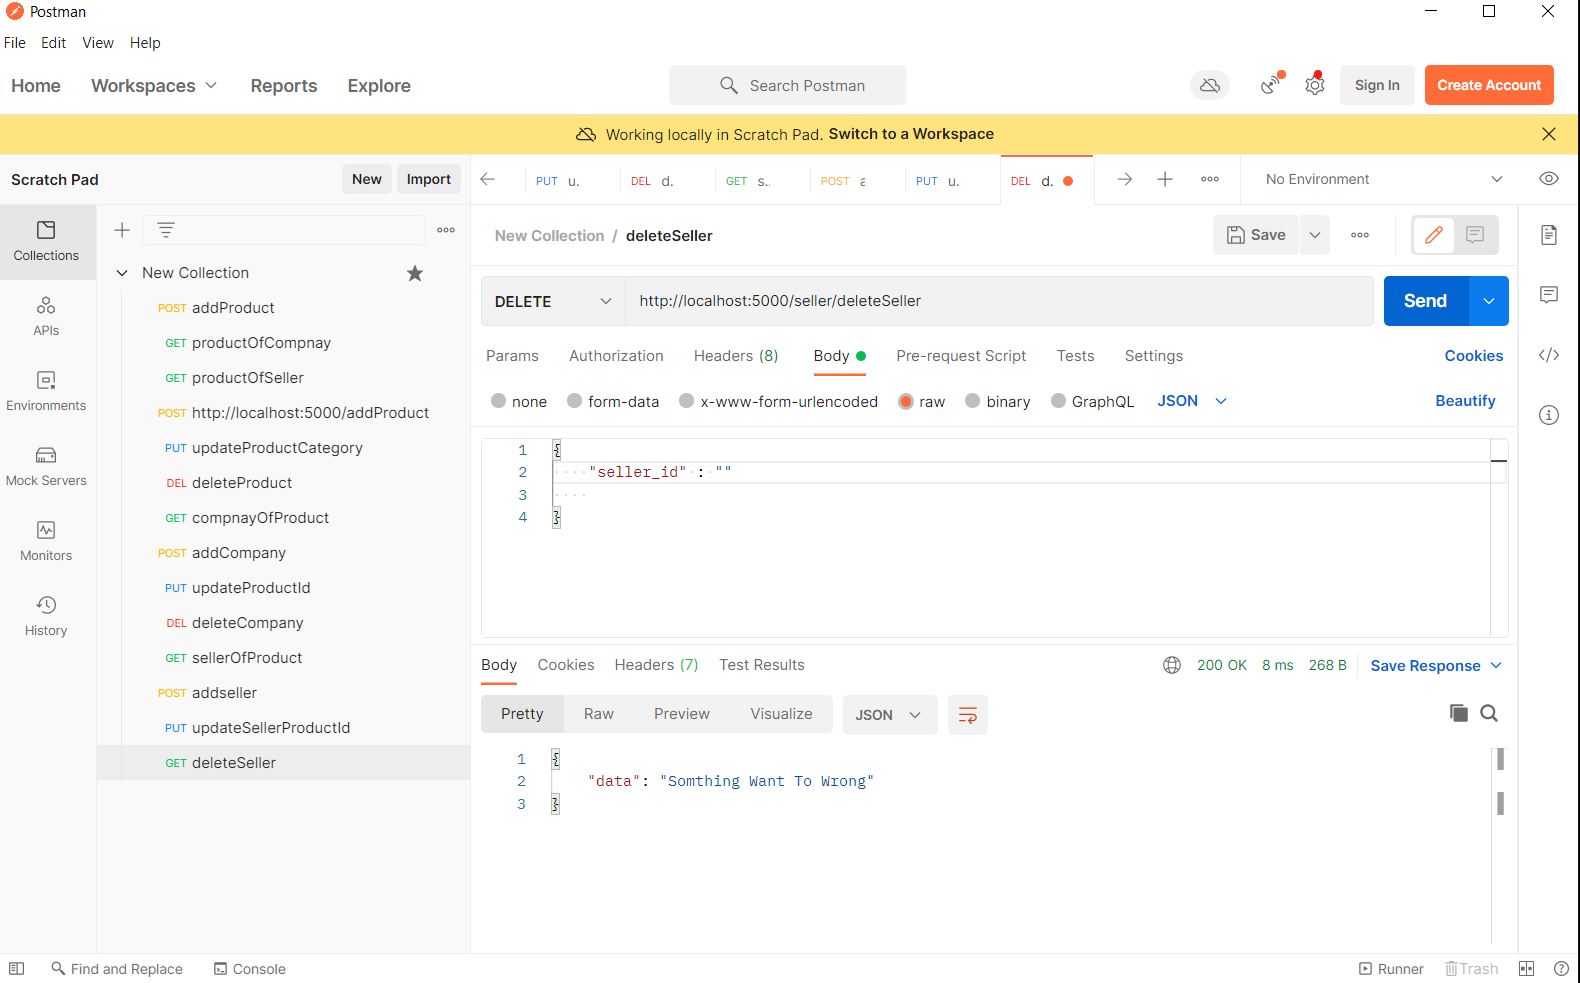 Postman
File Edit View Help
Home Workspaces Reports Explore Search Postman Sign In Create Account
Working locally in Scratch Pad. Switch to a Workspace
Scratch Pad New Import PUT u. DEL d. GET s.. POST a PUT u. DEL d. No Environment
Collections
APIs
Environments
Mock Servers
Monitors
History
New Collection
POST addProduct
GET productOfCompnay
GET productOfSeller
POST http://localhost:5000/addProduct
PUT updateProductCategory
DEL deleteProduct
GET compnayOfProduct
POST addCompany
PUT updateProductId
DEL deleteCompany
GET sellerOfProduct
POST addseller
PUT updateSellerProductId
GET deleteSeller
New Collection / deleteSeller Save
DELETE http://localhost:5000/seller/deleteSeller Send
Params Authorization Headers (8) Body Pre-request Script Tests Settings Cookies
none form-data x-www-form-urlencoded raw binary GraphQL JSON Beautify
1 {
2 "seller_id" : ""
3
4 }
Body Cookies Headers (7) Test Results 200 OK 8 ms 268 B Save Response
Pretty Raw Preview Visualize JSON
1 {
2 "data": "Somthing Want To Wrong"
3 }
Find and Replace Console Runner Trash